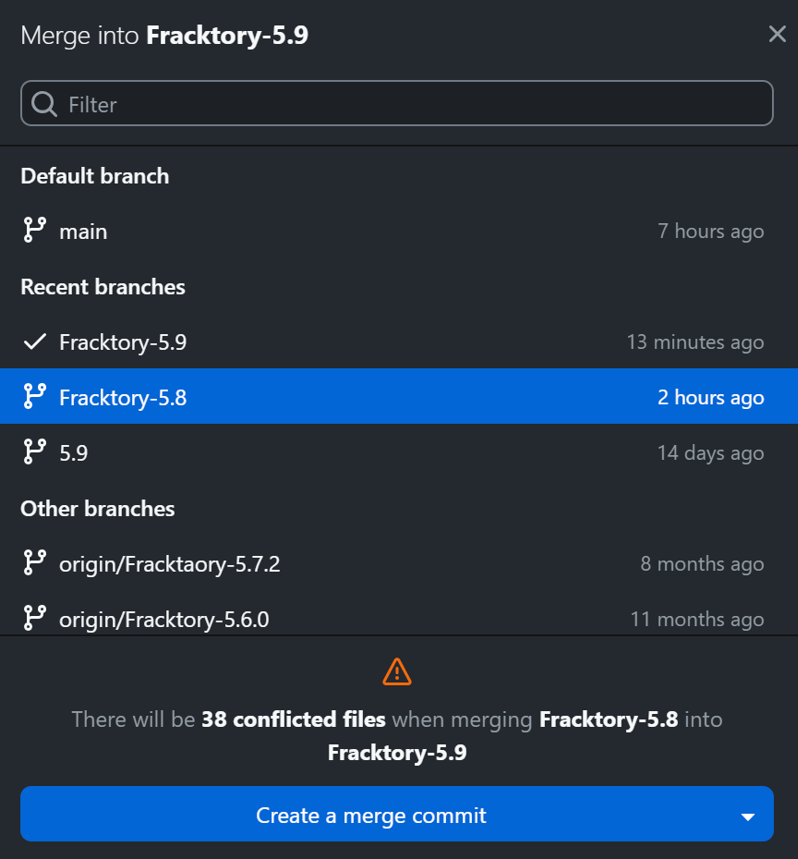 Merge into Fracktory-5.9
Filter
Default branch
main 7 hours ago
Recent branches
Fracktory-5.9 13 minutes ago
Fracktory-5.8 2 hours ago
5.9 14 days ago
Other branches
origin/Fracktaory-5.7.2 8 months ago
origin/Fracktory-5.6.0 11 months ago
There will be 38 conflicted files when merging Fracktory-5.8 into
Fracktory-5.9
Create a merge commit